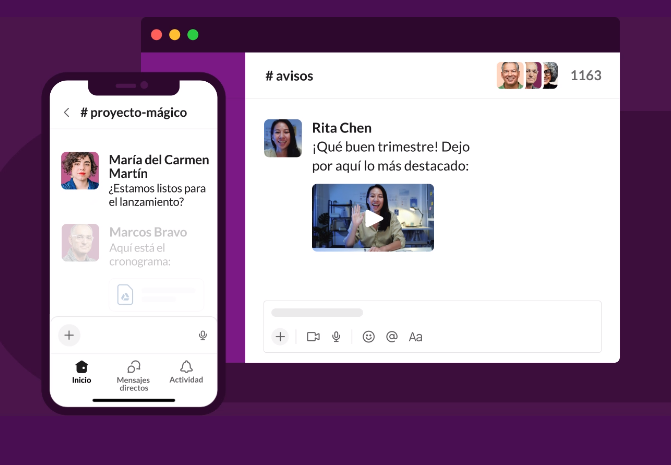 # avisos
1163
Rita Chen
¡Qué buen trimestre! Dejo
por aquí lo más destacado:
Aa
# proyecto-mágico
María del Carmen
Martín
¿Estamos listos para
el lanzamiento?
Marcos Bravo
Aquí está el
cronograma:
Inicio
Mensajes
directos
Actividad